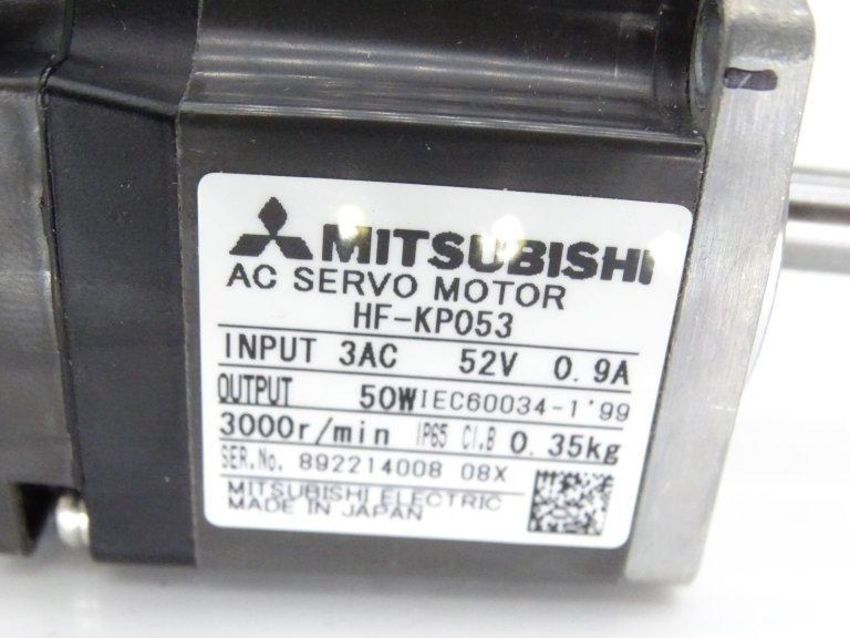 MITSUBISHI
AC SERVO MOTOR
HF-KP053
INPUT 3AC 52V 0.9A
OUTPUT 50W IEC60034-1'99
3000r/min IP65 Cl.B 0.35kg
SER.No. 892214008 08X
MITSUBISHI ELECTRIC
MADE IN JAPAN